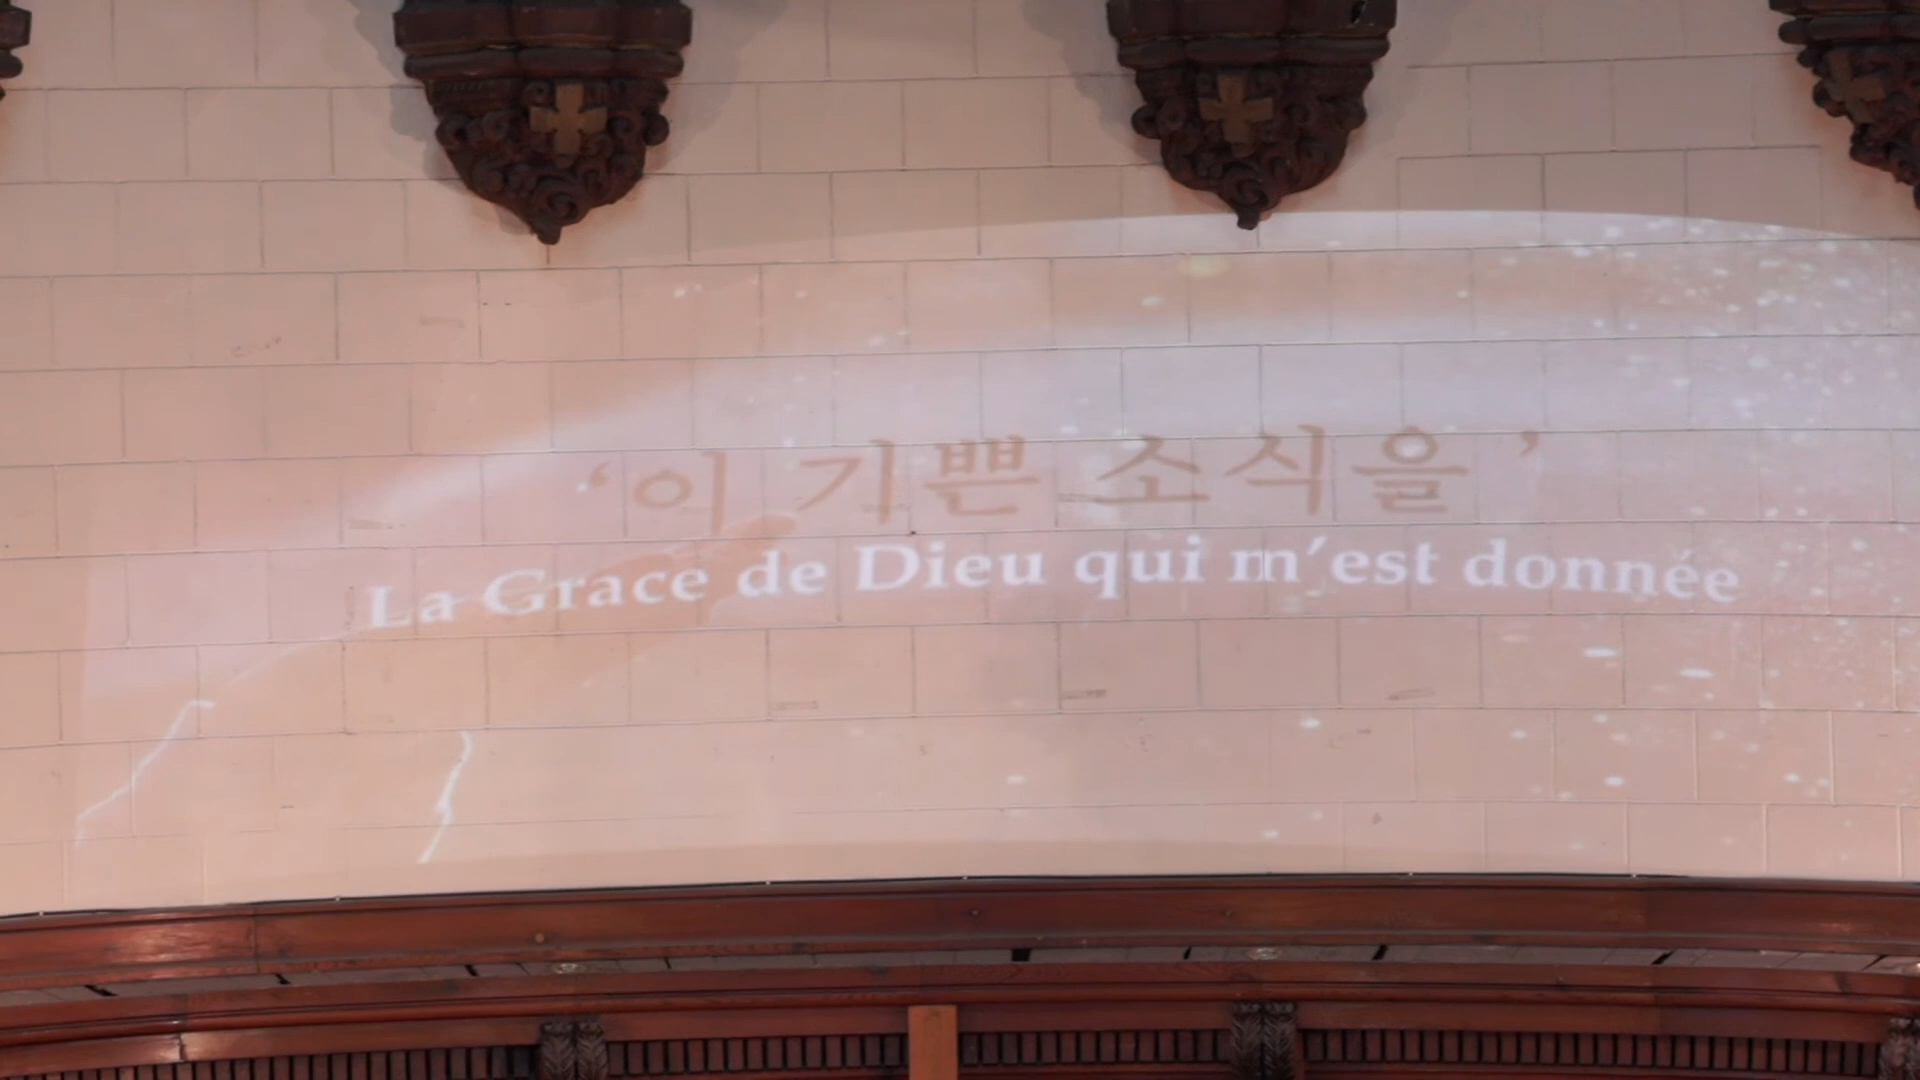 ‘이 기쁜 소식을’
La Grace de Dieu qui m’est donnée